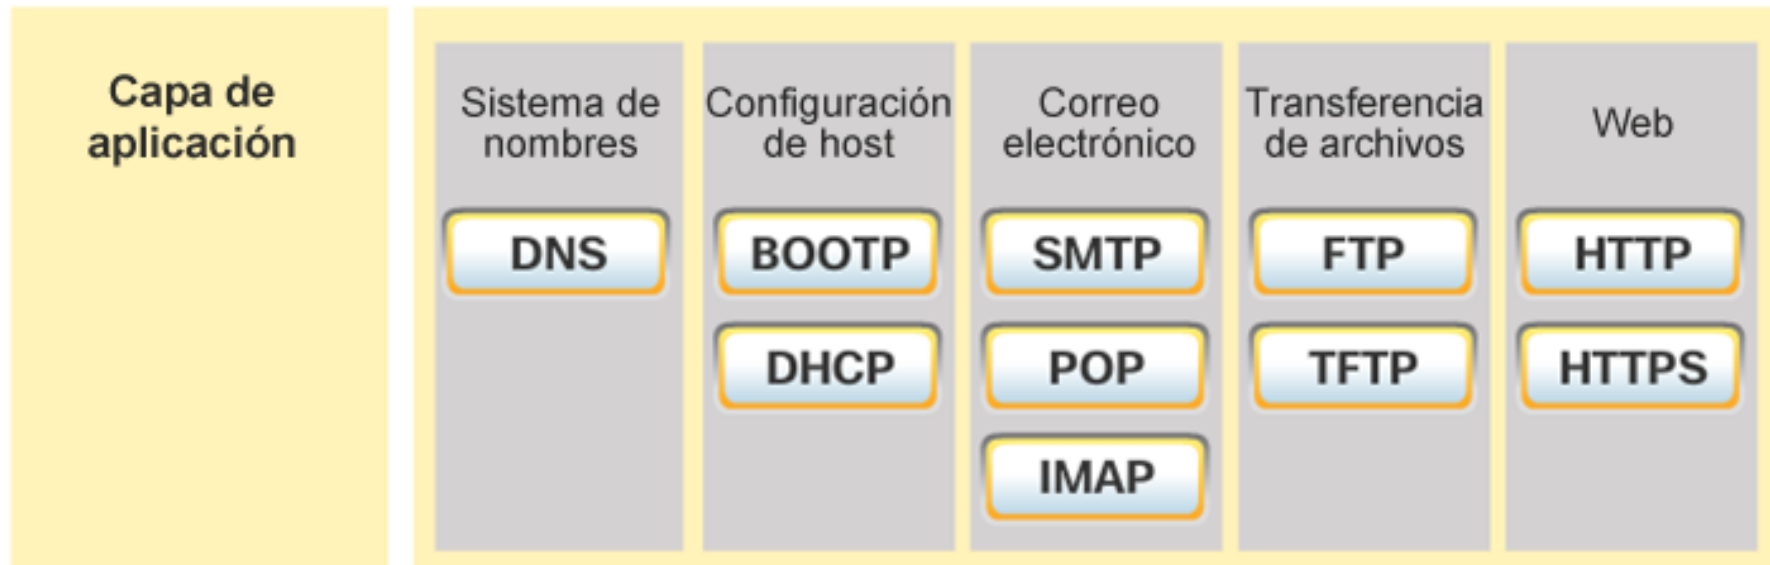 Capa de
aplicación
Sistema de
nombres
DNS
Configuración
de host
BOOTP
DHCP
Correo
electrónico
SMTP
POP
IMAP
Transferencia
de archivos
FTP
TFTP
Web
HTTP
HTTPS